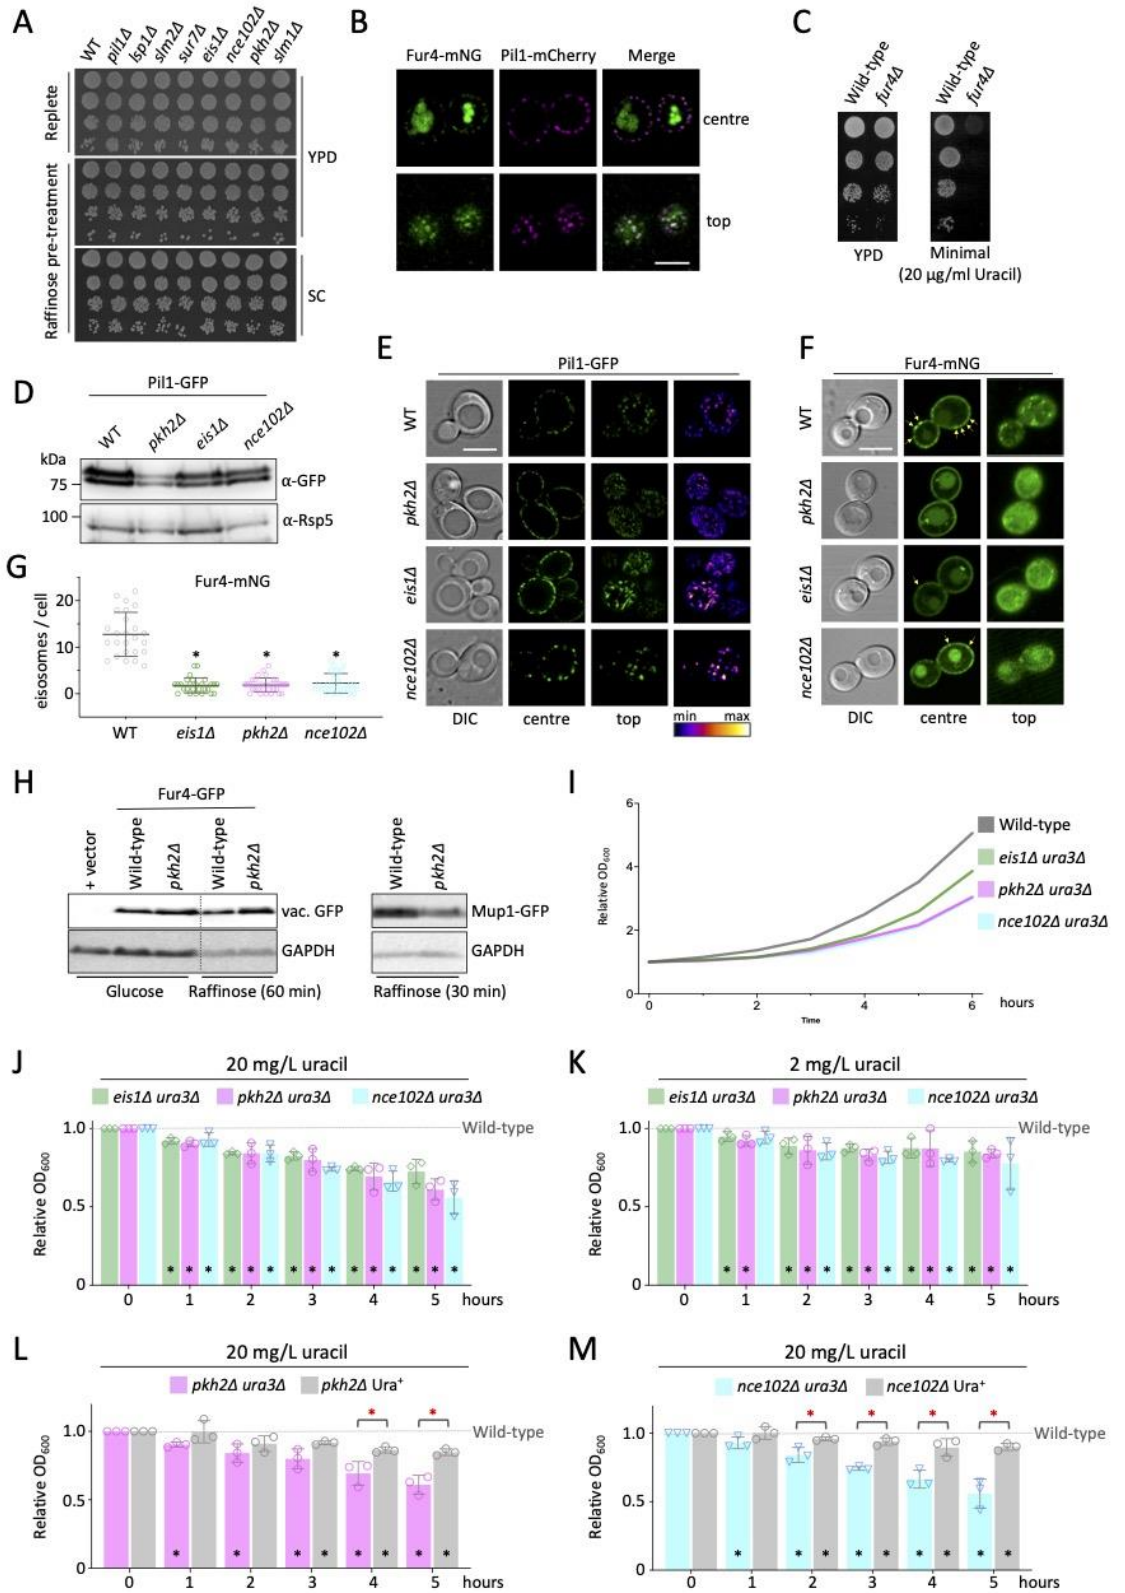 A
WT
pil1Δ
lsp1Δ
slm2Δ
sur7Δ
eis1Δ
nce102Δ
pkh2Δ
slm1Δ
Replete
Raffinose pre-treatment
YPD
SC
B
Fur4-mNG Pil1-mCherry Merge
centre
top
C
Wild-type
fur4Δ
Wild-type
fur4Δ
YPD Minimal
(20 µg/ml Uracil)
D
Pil1-GFP
WT
pkh2Δ
eis1Δ
nce102Δ
kDa
75
α-GFP
100
α-Rsp5
E
Pil1-GFP
WT
pkh2Δ
eis1Δ
nce102Δ
DIC centre top
min max
F
Fur4-mNG
WT
pkh2Δ
eis1Δ
nce102Δ
DIC centre top
G
Fur4-mNG
eisosomes / cell
20
10
0
* * *
WT eis1Δ pkh2Δ nce102Δ
H
Fur4-GFP
+ vector
Wild-type
pkh2Δ
Wild-type
pkh2Δ
vac. GFP
GAPDH
Glucose Raffinose (60 min)
Wild-type
pkh2Δ
Mup1-GFP
GAPDH
Raffinose (30 min)
I
Relative OD600
6
4
2
0
0 2 4 6 hours
Time
Wild-type
eis1Δ ura3Δ
pkh2Δ ura3Δ
nce102Δ ura3Δ
J
20 mg/L uracil
eis1Δ ura3Δ pkh2Δ ura3Δ nce102Δ ura3Δ
Relative OD600
1.0
0.5
0
Wild-type
* * * * * * * * * * * * * * *
0 1 2 3 4 5 hours
K
2 mg/L uracil
eis1Δ ura3Δ pkh2Δ ura3Δ nce102Δ ura3Δ
Relative OD600
1.0
0.5
0
Wild-type
* * * * * * * * * * * * * *
0 1 2 3 4 5 hours
L
20 mg/L uracil
pkh2Δ ura3Δ pkh2Δ Ura+
Relative OD600
1.0
0.5
0
Wild-type
* *
* * * * * * * *
0 1 2 3 4 5 hours
M
20 mg/L uracil
nce102Δ ura3Δ nce102Δ Ura+
Relative OD600
1.0
0.5
0
Wild-type
* * * *
* * * * * * * * *
0 1 2 3 4 5 hours